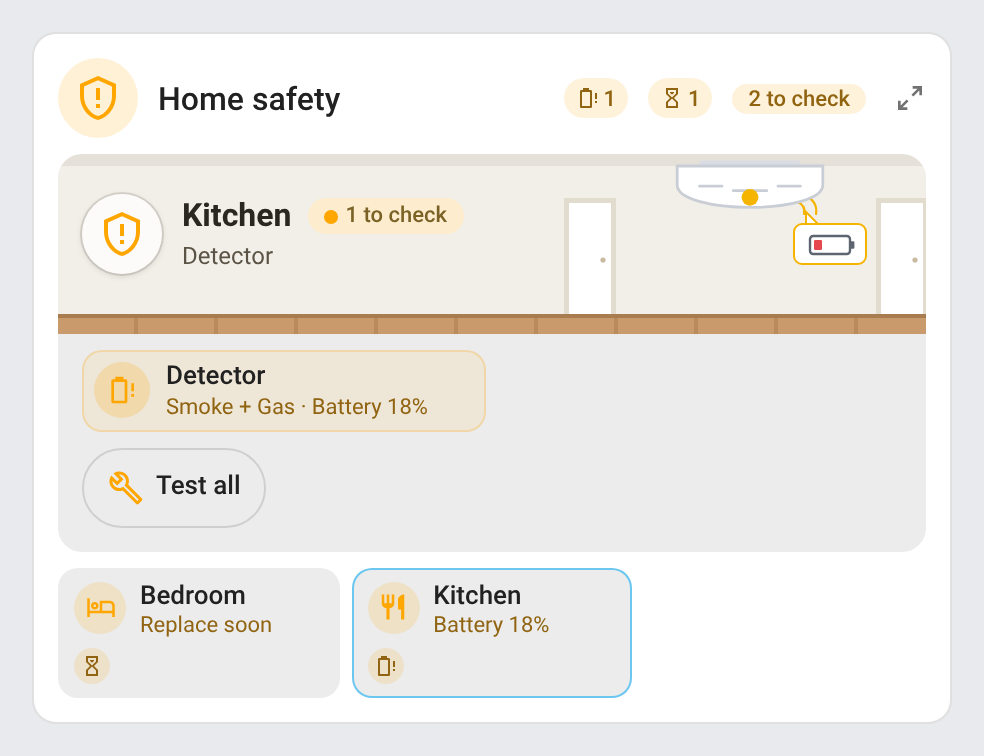 Home safety
1
1
2 to check
Kitchen
1 to check
Detector
Detector
Smoke + Gas · Battery 18%
Test all
Bedroom
Replace soon
Kitchen
Battery 18%